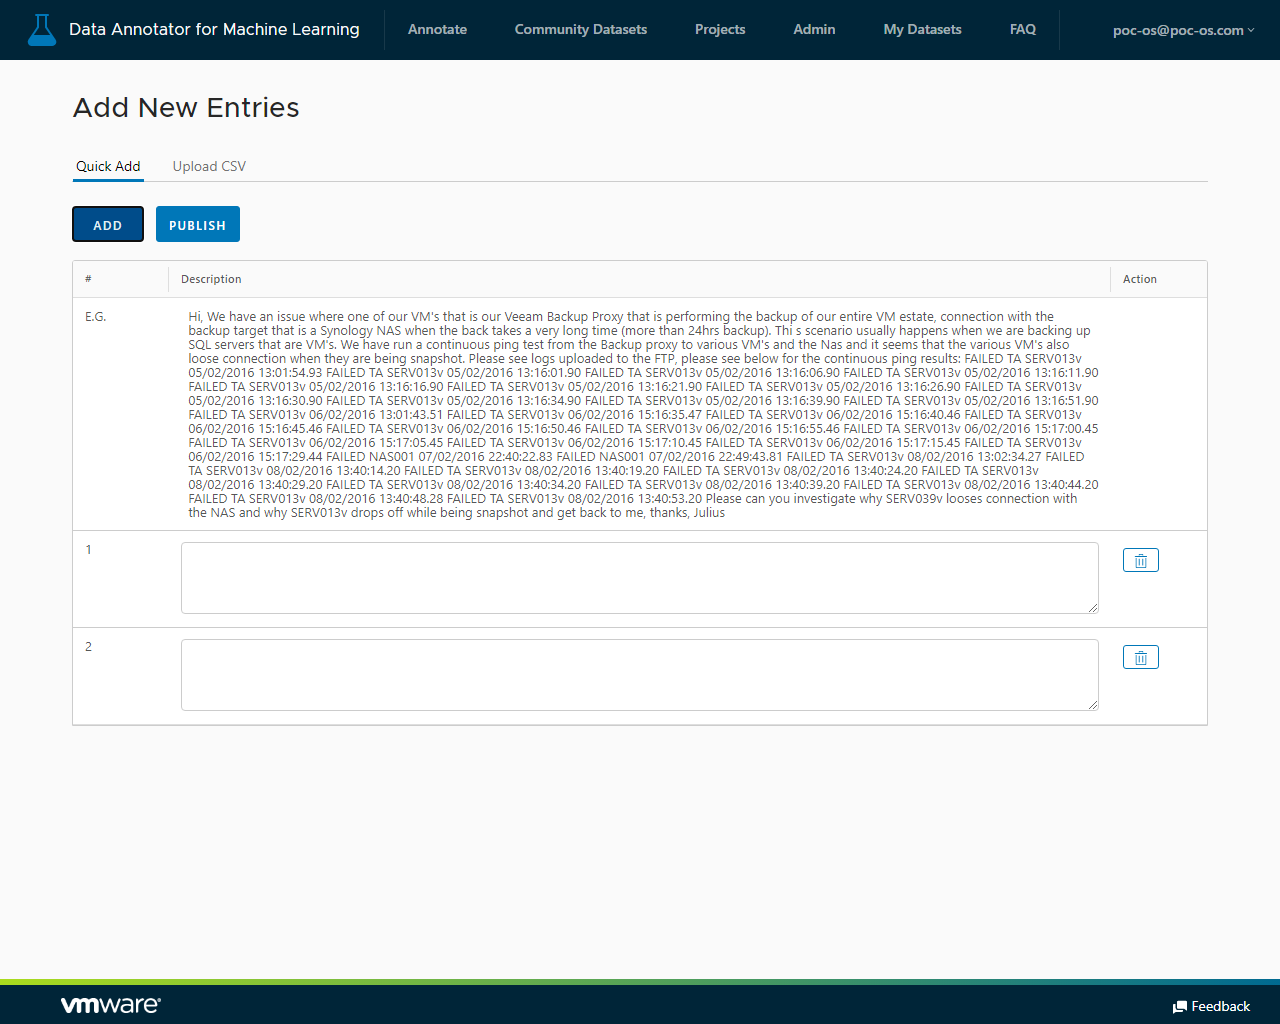 Data Annotator for Machine Learning
Annotate
Community Datasets
Projects
Admin
My Datasets
FAQ
poc-os@poc-os.com
Add New Entries
Quick Add
Upload CSV
ADD
PUBLISH
#
Description
Action
E.G.
Hi, We have an issue where one of our VM's that is our Veeam Backup Proxy that is performing the backup of our entire VM estate, connection with the
backup target that is a Synology NAS when the back takes a very long time (more than 24hrs backup). Thi s scenario usually happens when we are backing up
SQL servers that are VM's. We have run a continuous ping test from the Backup proxy to various VM's and the Nas and it seems that the various VM's also
loose connection when they are being snapshot. Please see logs uploaded to the FTP, please see below for the continuous ping results: FAILED TA SERV013v
05/02/2016 13:01:54.93 FAILED TA SERV013v 05/02/2016 13:16:01.90 FAILED TA SERV013v 05/02/2016 13:16:06.90 FAILED TA SERV013v 05/02/2016 13:16:11.90
FAILED TA SERV013v 05/02/2016 13:16:16.90 FAILED TA SERV013v 05/02/2016 13:16:21.90 FAILED TA SERV013v 05/02/2016 13:16:26.90 FAILED TA SERV013v
05/02/2016 13:16:30.90 FAILED TA SERV013v 05/02/2016 13:16:34.90 FAILED TA SERV013v 05/02/2016 13:16:39.90 FAILED TA SERV013v 05/02/2016 13:16:51.90
FAILED TA SERV013v 06/02/2016 13:01:43.51 FAILED TA SERV013v 06/02/2016 15:16:35.47 FAILED TA SERV013v 06/02/2016 15:16:40.46 FAILED TA SERV013v
06/02/2016 15:16:45.46 FAILED TA SERV013v 06/02/2016 15:16:50.46 FAILED TA SERV013v 06/02/2016 15:16:55.46 FAILED TA SERV013v 06/02/2016 15:17:00.45
FAILED TA SERV013v 06/02/2016 15:17:05.45 FAILED TA SERV013v 06/02/2016 15:17:10.45 FAILED TA SERV013v 06/02/2016 15:17:15.45 FAILED TA SERV013v
06/02/2016 15:17:29.44 FAILED NAS001 07/02/2016 22:40:22.83 FAILED NAS001 07/02/2016 22:49:43.81 FAILED TA SERV013v 08/02/2016 13:02:34.27 FAILED
TA SERV013v 08/02/2016 13:40:14.20 FAILED TA SERV013v 08/02/2016 13:40:19.20 FAILED TA SERV013v 08/02/2016 13:40:24.20 FAILED TA SERV013v
08/02/2016 13:40:29.20 FAILED TA SERV013v 08/02/2016 13:40:34.20 FAILED TA SERV013v 08/02/2016 13:40:39.20 FAILED TA SERV013v 08/02/2016 13:40:44.20
FAILED TA SERV013v 08/02/2016 13:40:48.28 FAILED TA SERV013v 08/02/2016 13:40:53.20 Please can you investigate why SERV039v looses connection with
the NAS and why SERV013v drops off while being snapshot and get back to me, thanks, Julius
1
2
vmware
Feedback